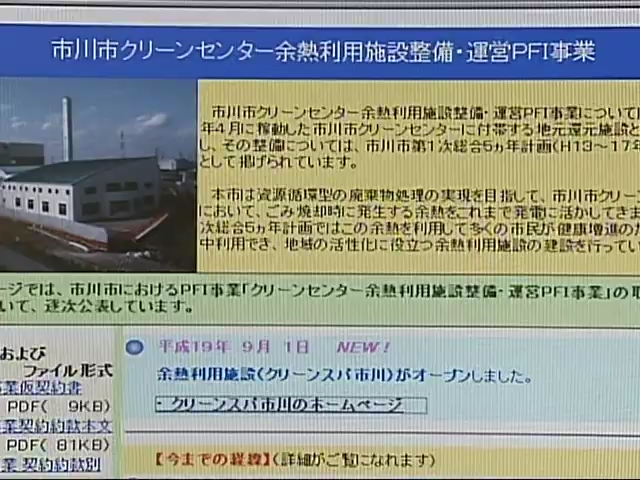 市川市クリーンセンター余熱利用施設整備・運営PFI事業
市川市クリーンセンター余熱利用施設整備・運営PFI事業について
年4月に稼動した市川市クリーンセンターに付帯する地元還元施設と
し、その整備については、市川市第1次総合5ヵ年計画(H13～17年
として掲げられています。
本市は資源循環型の廃棄物処理の実現を目指して、市川市クリーン
において、ごみ焼却時に発生する余熱をこれまで発電に活かしてきま
次総合5ヵ年計画ではこの余熱を利用して多くの市民が健康増進のた
中利用でき、地域の活性化に役立つ余熱利用施設の建設を行ってい
ージでは、市川市におけるPFI事業「クリーンセンター余熱利用施設整備・運営PFI事業」の取
いて、逐次公表しています。
平成19年 9月 1日 NEW!
余熱利用施設(クリーンスパ市川)がオープンしました。
・クリーンスパ市川のホームページ
【今までの経緯】(詳細がご覧になれます)
および
ファイル形式
業仮契約書
PDF( 9KB)
業契約約款本文
PDF( 81KB)
業 契約約款別